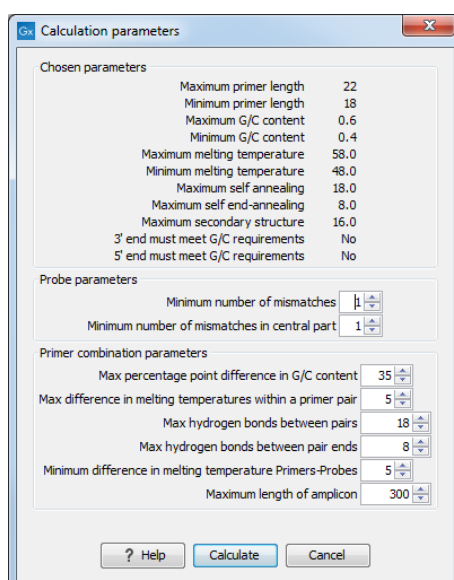 Gx Calculation parameters
Chosen parameters
Maximum primer length 22
Minimum primer length 18
Maximum G/C content 0.6
Minimum G/C content 0.4
Maximum melting temperature 58.0
Minimum melting temperature 48.0
Maximum self annealing 18.0
Maximum self end-annealing 8.0
Maximum secondary structure 16.0
3' end must meet G/C requirements No
5' end must meet G/C requirements No
Probe parameters
Minimum number of mismatches 1
Minimum number of mismatches in central part 1
Primer combination parameters
Max percentage point difference in G/C content 35
Max difference in melting temperatures within a primer pair 5
Max hydrogen bonds between pairs 18
Max hydrogen bonds between pair ends 8
Minimum difference in melting temperature Primers-Probes 5
Maximum length of amplicon 300
? Help Calculate Cancel